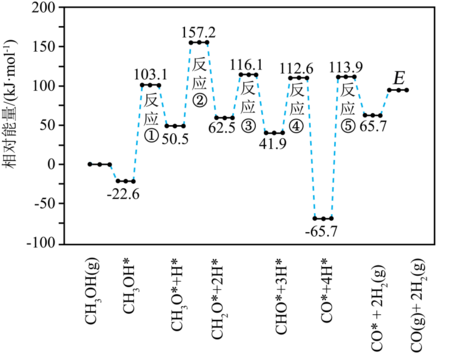 相对能量/(kJ·mol⁻¹)
200
150
100
50
0
-50
-100
-22.6
103.1
反应①
50.5
157.2
反应②
62.5
116.1
反应③
41.9
112.6
反应④
-65.7
113.9
反应⑤
65.7
E
CH₃OH(g)
CH₃OH*
CH₃O*+H*
CH₂O*+2H*
CHO*+3H*
CO*+4H*
CO* + 2H₂(g)
CO(g)+ 2H₂(g)